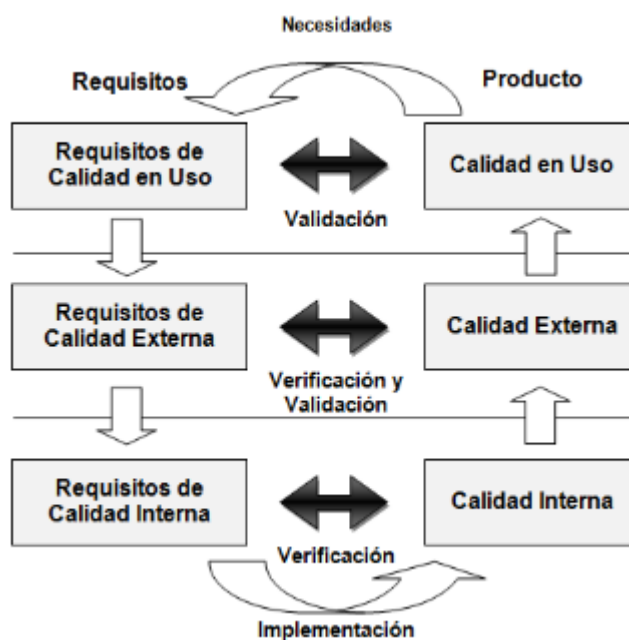 Necesidades
Requisitos
Producto
Requisitos de
Calidad en Uso
Validación
Calidad en Uso
Requisitos de
Calidad Externa
Verificación y
Validación
Calidad Externa
Requisitos de
Calidad Interna
Verificación
Calidad Interna
Implementación